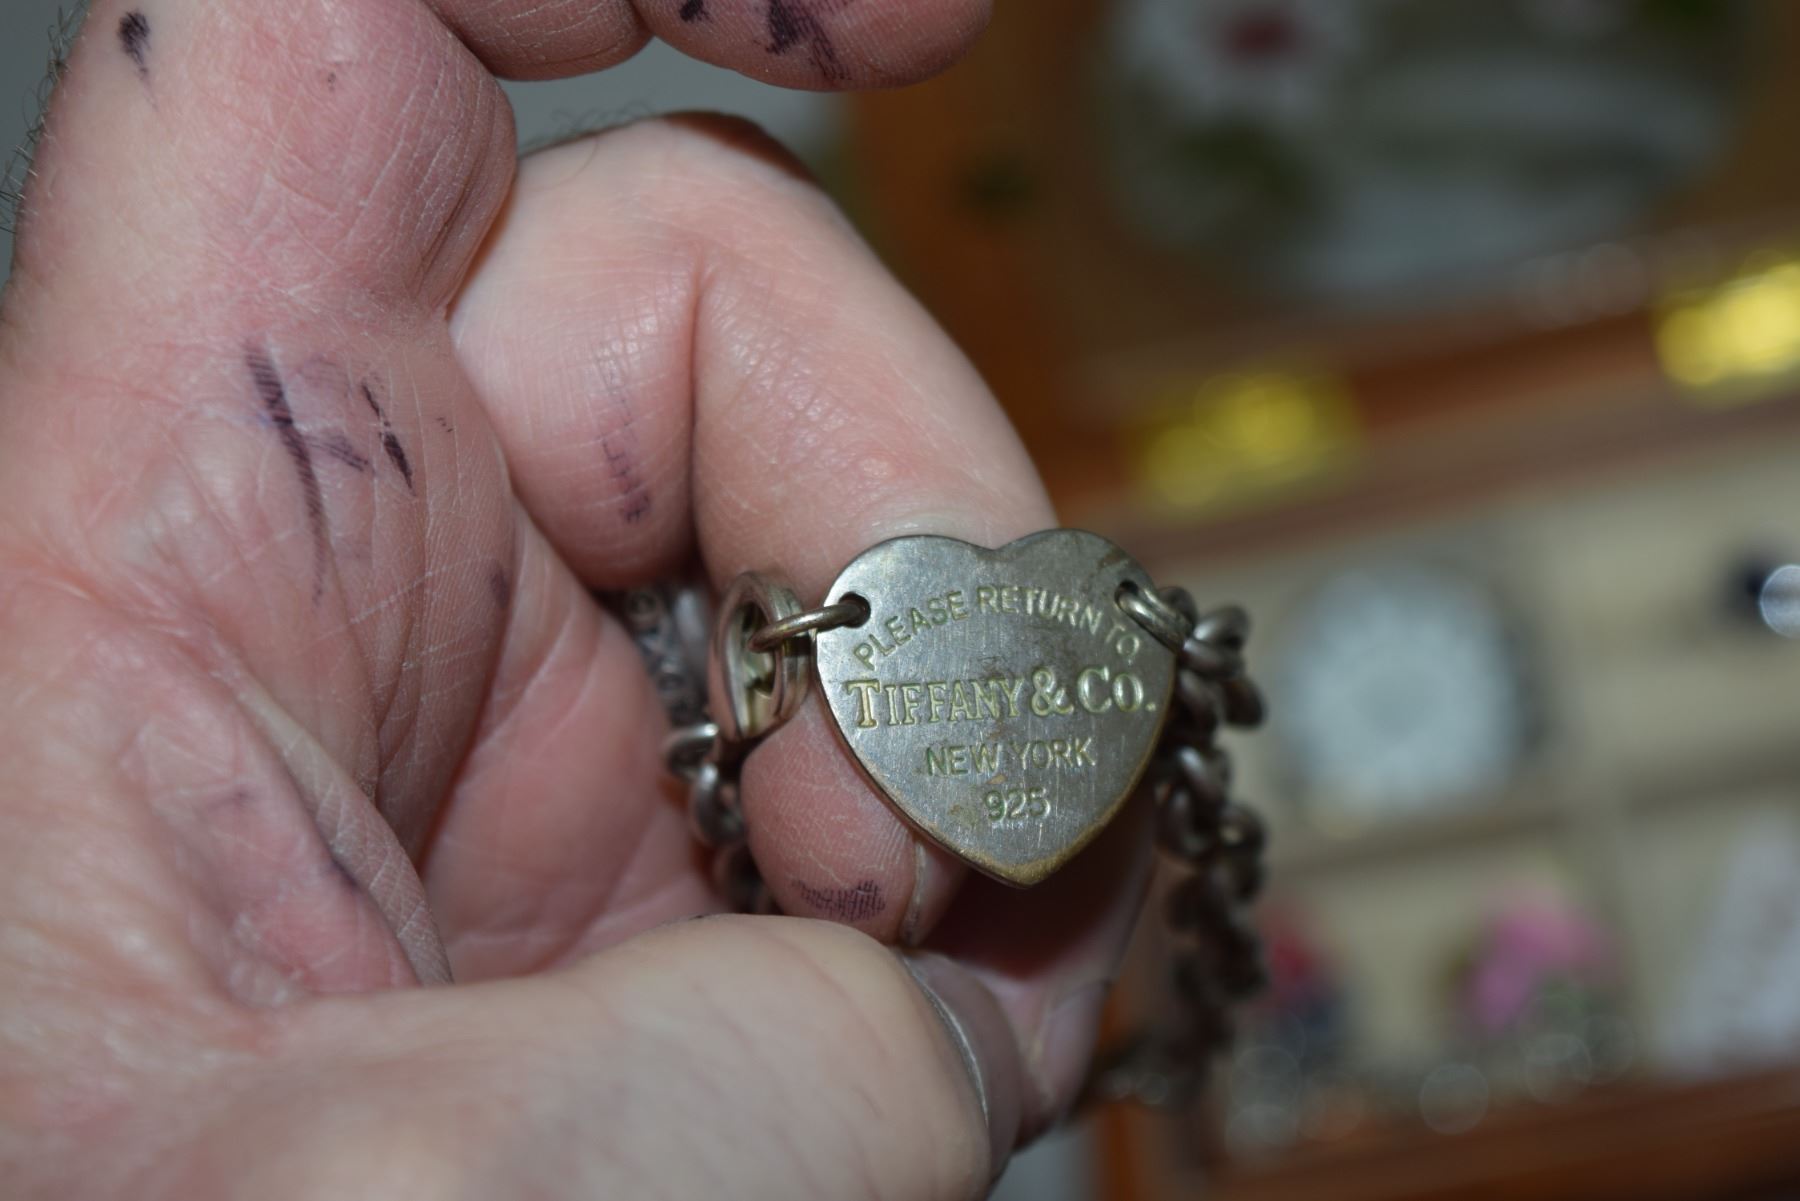 PLEASE RETURN TO
TIFFANY & CO.
NEW YORK
925